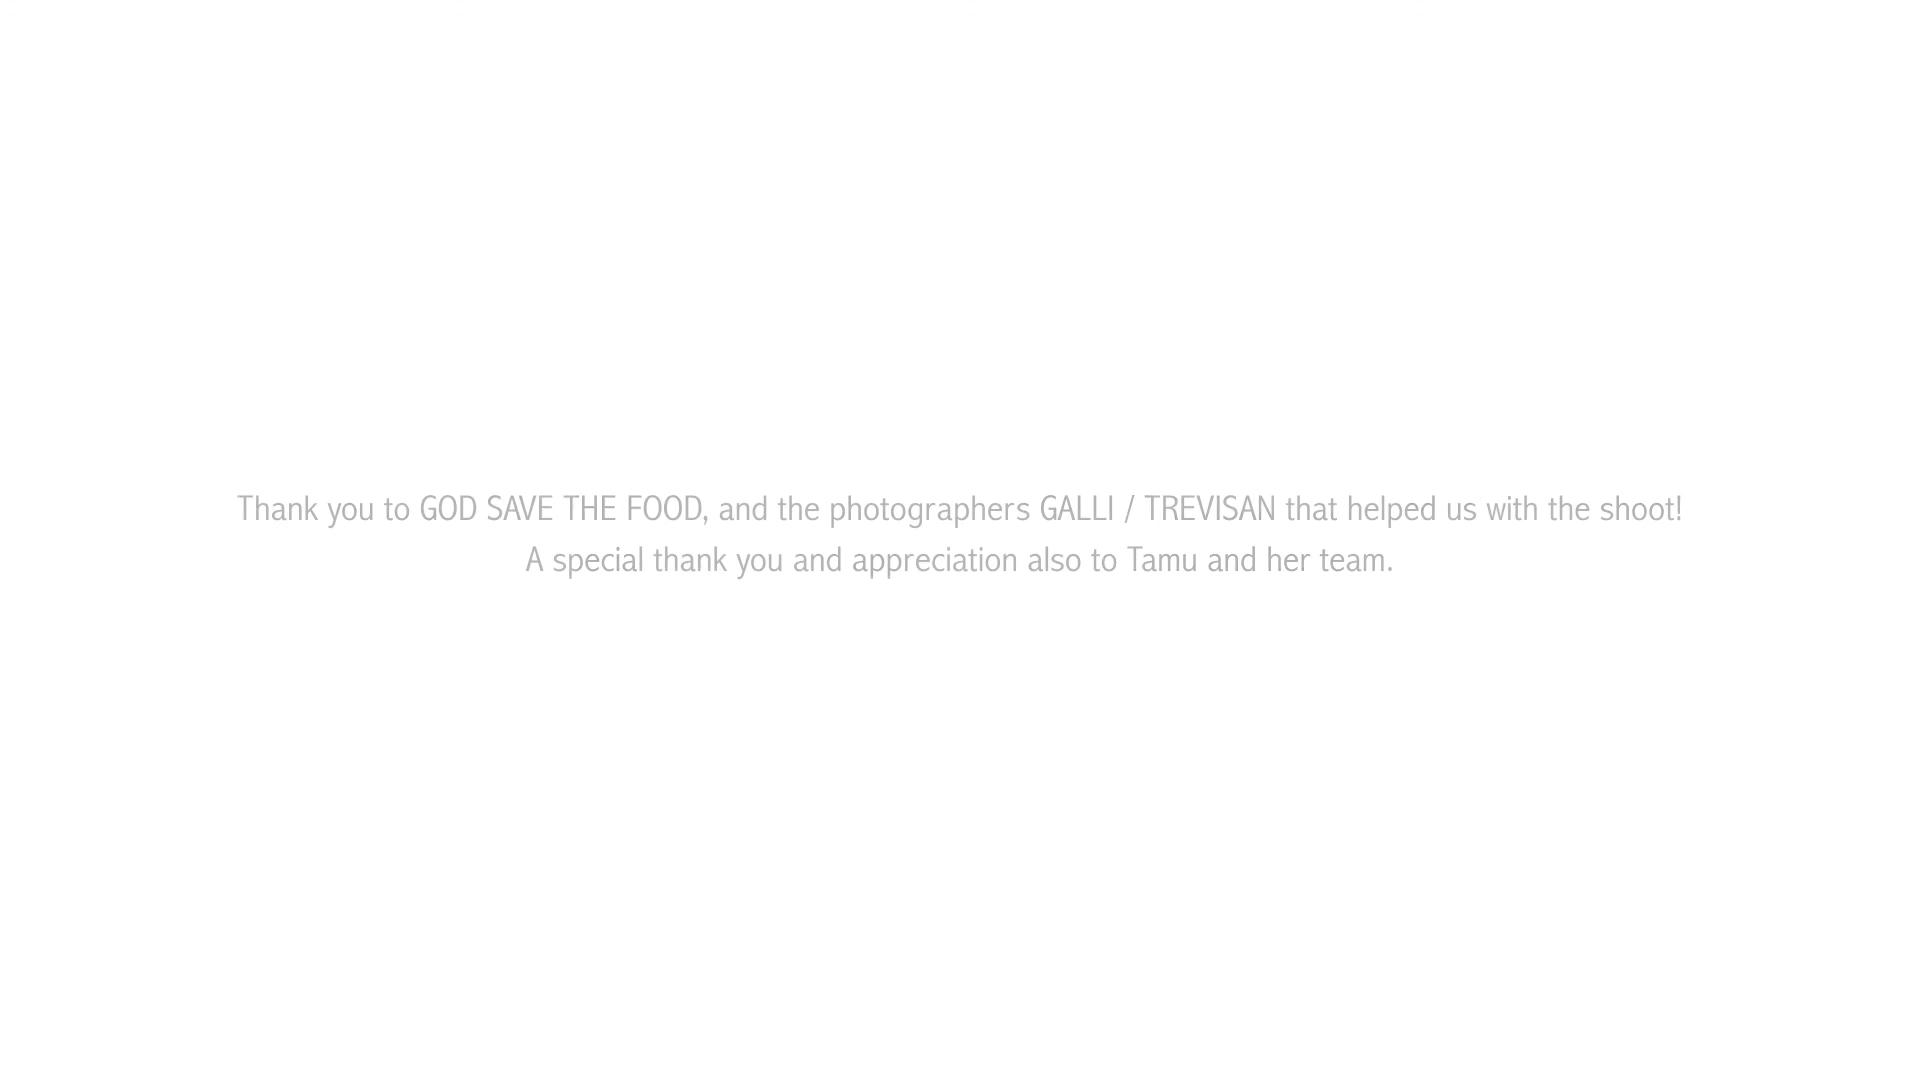 Thank you to GOD SAVE THE FOOD, and the photographers GALLI / TREVISAN that helped us with the shoot!
A special thank you and appreciation also to Tamu and her team.